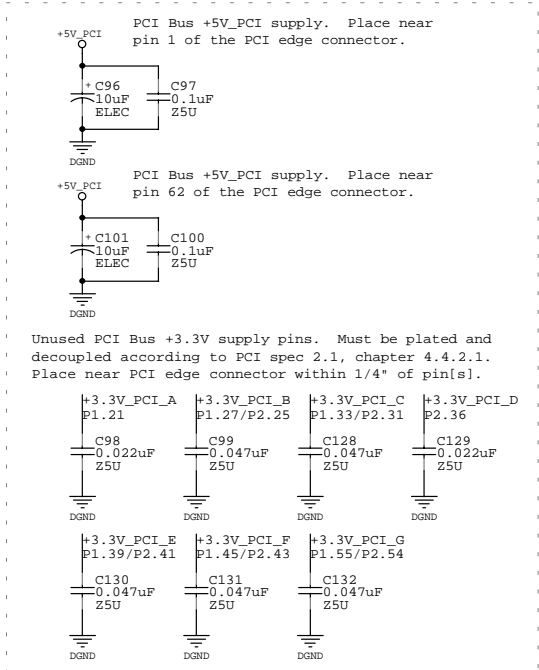 PCI Bus +5V_PCI supply.  Place near
pin 1 of the PCI edge connector.
+5V_PCI
+ C96
10uF
ELEC
C97
0.1uF
Z5U
DGND
PCI Bus +5V_PCI supply.  Place near
pin 62 of the PCI edge connector.
+5V_PCI
+ C101
10uF
ELEC
C100
0.1uF
Z5U
DGND
Unused PCI Bus +3.3V supply pins.  Must be plated and
decoupled according to PCI spec 2.1, chapter 4.4.2.1.
Place near PCI edge connector within 1/4" of pin[s].
+3.3V_PCI_A
P1.21
C98
0.022uF
Z5U
DGND
+3.3V_PCI_B
P1.27/P2.25
C99
0.047uF
Z5U
DGND
+3.3V_PCI_C
P1.33/P2.31
C128
0.047uF
Z5U
DGND
+3.3V_PCI_D
P2.36
C129
0.022uF
Z5U
DGND
+3.3V_PCI_E
P1.39/P2.41
C130
0.047uF
Z5U
DGND
+3.3V_PCI_F
P1.45/P2.43
C131
0.047uF
Z5U
DGND
+3.3V_PCI_G
P1.55/P2.54
C132
0.047uF
Z5U
DGND